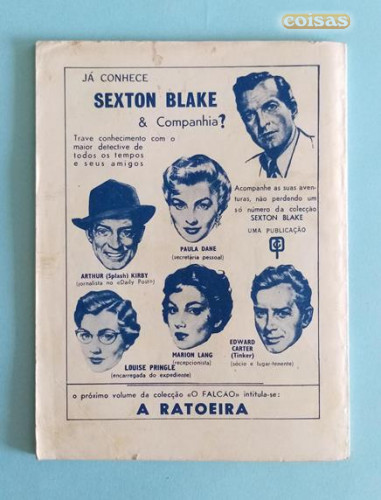 coisas
JÁ CONHECE
SEXTON BLAKE
& Companhia?
Trave conhecimento com o
maior detective de
todos os tempos
e seus amigos
Acompanhe as suas aven-
turas, não perdendo um
só número da colecção
SEXTON BLAKE
UMA PUBLICAÇÃO
PAULA DANE
(secretária pessoal)
ARTHUR (Splash) KIRBY
(jornalista no «Daily Post»)
LOUISE PRINGLE
(encarregada do expediente)
MARION LANG
(recepcionista)
EDWARD
CARTER
(Tinker)
(sócio e lugar-tenente)
o próximo volume da colecção «O FALCÃO» intitula-se:
A RATOEIRA